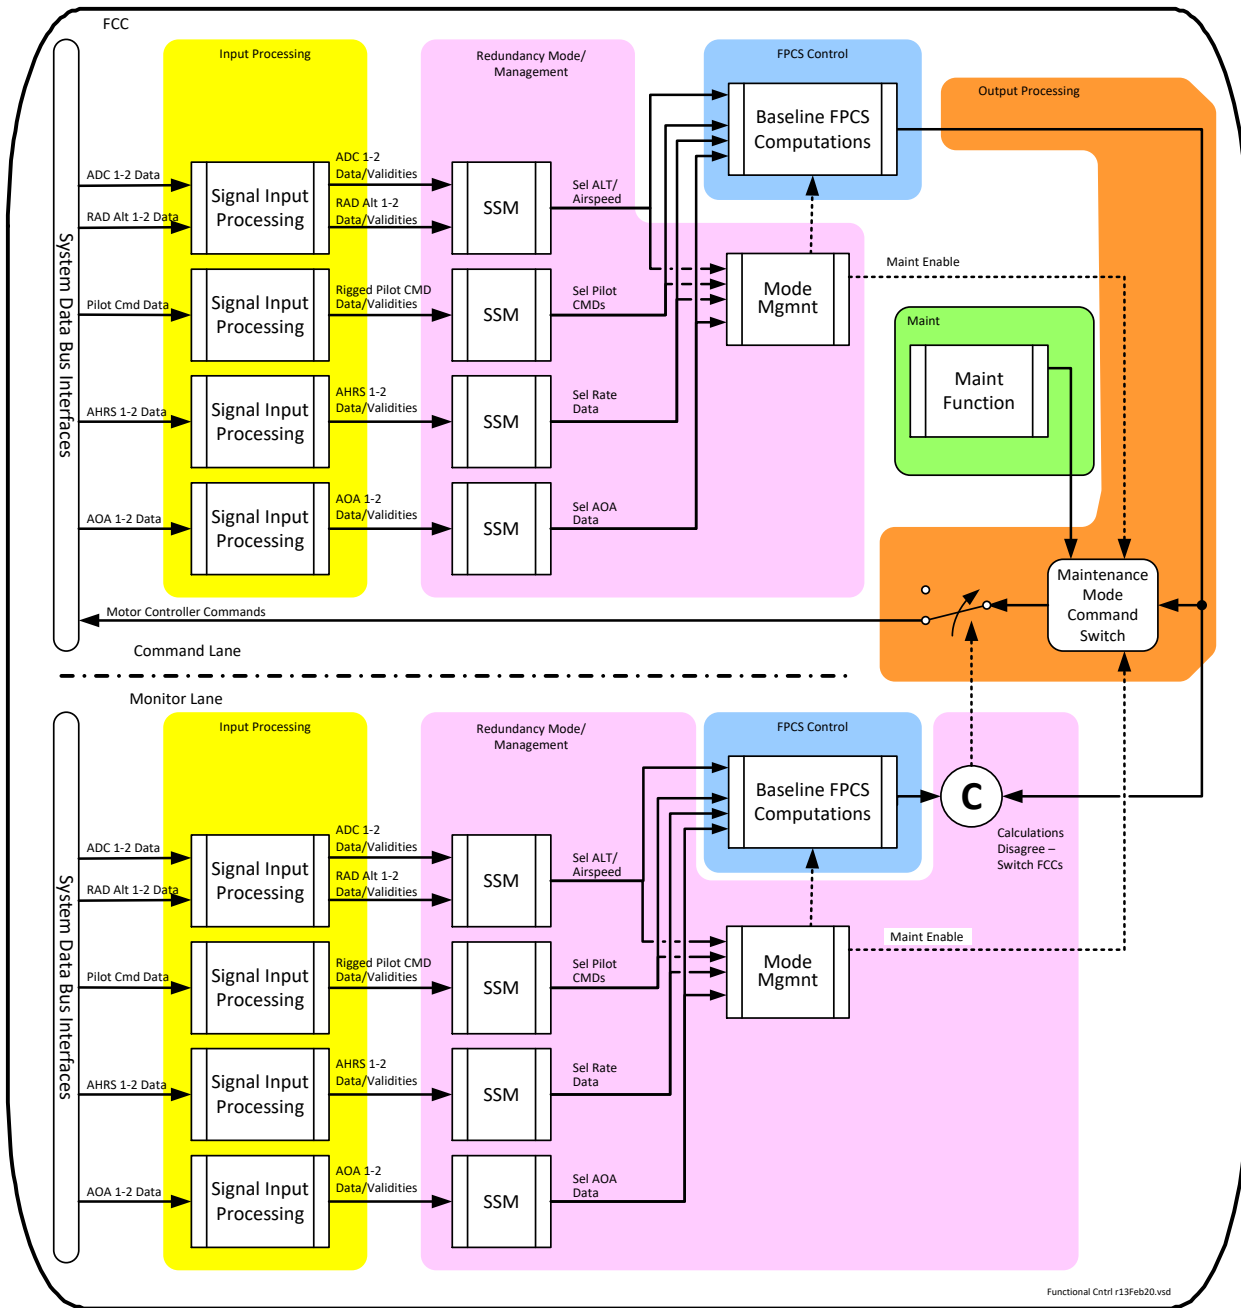 FCC
Input Processing
Redundancy Mode/
Management
FPCS Control
Output Processing
System Data Bus Interfaces
ADC 1-2 Data
RAD Alt 1-2 Data
Signal Input
Processing
ADC 1-2
Data/Validities
RAD Alt 1-2
Data/Validities
SSM
Sel ALT/
Airspeed
Baseline FPCS
Computations
Pilot Cmd Data
Signal Input
Processing
Rigged Pilot CMD
Data/Validities
SSM
Sel Pilot
CMDs
Mode
Mgmnt
Maint Enable
Maint
Maint
Function
AHRS 1-2 Data
Signal Input
Processing
AHRS 1-2
Data/Validities
SSM
Sel Rate
Data
AOA 1-2 Data
Signal Input
Processing
AOA 1-2
Data/Validities
SSM
Sel AOA
Data
Maintenance
Mode
Command
Switch
Motor Controller Commands
Command Lane
Monitor Lane
Input Processing
Redundancy Mode/
Management
FPCS Control
System Data Bus Interfaces
ADC 1-2 Data
RAD Alt 1-2 Data
Signal Input
Processing
ADC 1-2
Data/Validities
RAD Alt 1-2
Data/Validities
SSM
Sel ALT/
Airspeed
Baseline FPCS
Computations
C
Calculations
Disagree –
Switch FCCs
Pilot Cmd Data
Signal Input
Processing
Rigged Pilot CMD
Data/Validities
SSM
Sel Pilot
CMDs
Mode
Mgmnt
Maint Enable
AHRS 1-2 Data
Signal Input
Processing
AHRS 1-2
Data/Validities
SSM
Sel Rate
Data
AOA 1-2 Data
Signal Input
Processing
AOA 1-2
Data/Validities
SSM
Sel AOA
Data
Functional Cntrl r13Feb20.vsd